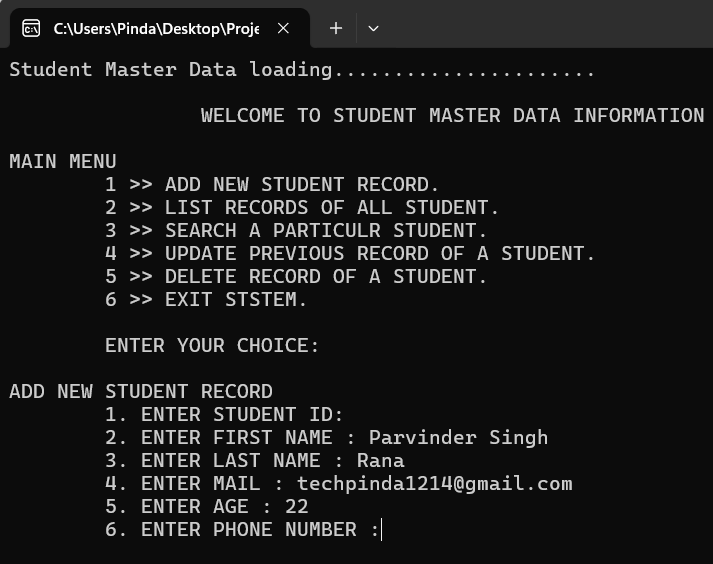 C:\Users\Pinda\Desktop\Proje
Student Master Data loading......................
WELCOME TO STUDENT MASTER DATA INFORMATION
MAIN MENU
1 >> ADD NEW STUDENT RECORD.
2 >> LIST RECORDS OF ALL STUDENT.
3 >> SEARCH A PARTICULR STUDENT.
4 >> UPDATE PREVIOUS RECORD OF A STUDENT.
5 >> DELETE RECORD OF A STUDENT.
6 >> EXIT STSTEM.
ENTER YOUR CHOICE:
ADD NEW STUDENT RECORD
1. ENTER STUDENT ID:
2. ENTER FIRST NAME : Parvinder Singh
3. ENTER LAST NAME : Rana
4. ENTER MAIL : techpinda1214@gmail.com
5. ENTER AGE : 22
6. ENTER PHONE NUMBER :